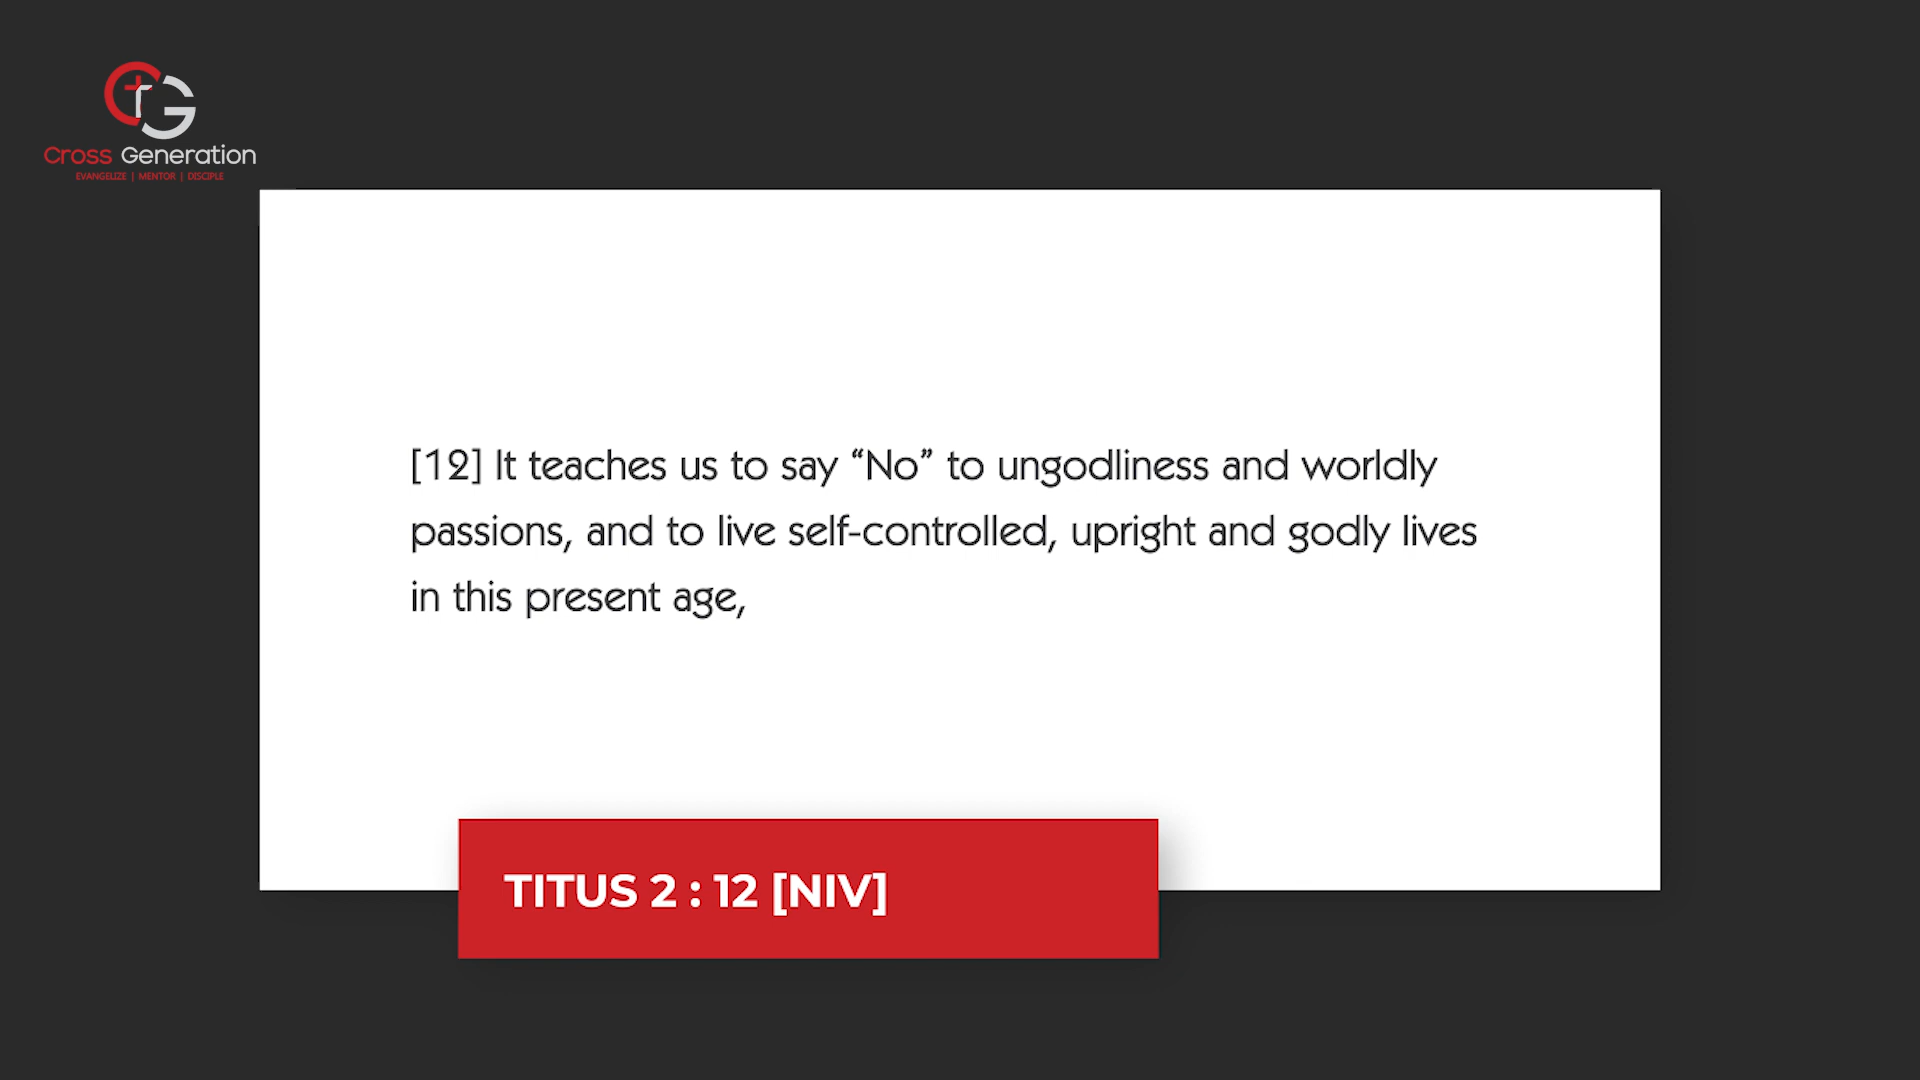 Cross Generation
EVANGELIZE | MENTOR | DISCIPLE
[12] It teaches us to say “No” to ungodliness and worldly
passions, and to live self-controlled, upright and godly lives
in this present age,
TITUS 2 : 12 [NIV]